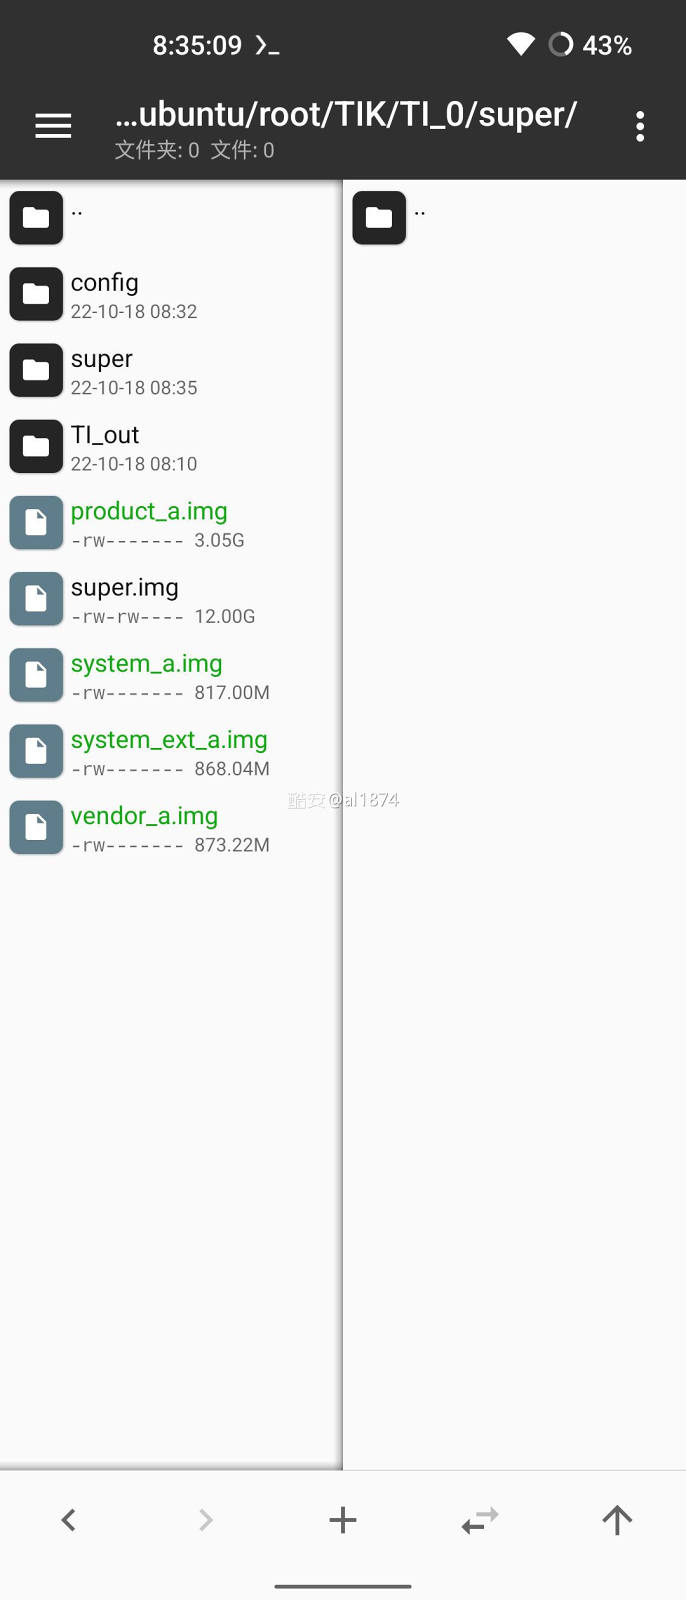 8:35:09
43%
…ubuntu/root/TIK/TI_0/super/
文件夹: 0 文件: 0
..
config
22-10-18 08:32
super
22-10-18 08:35
TI_out
22-10-18 08:10
product_a.img
-rw------- 3.05G
super.img
-rw-rw---- 12.00G
system_a.img
-rw------- 817.00M
system_ext_a.img
-rw------- 868.04M
vendor_a.img
-rw------- 873.22M
..
酷安@al1874